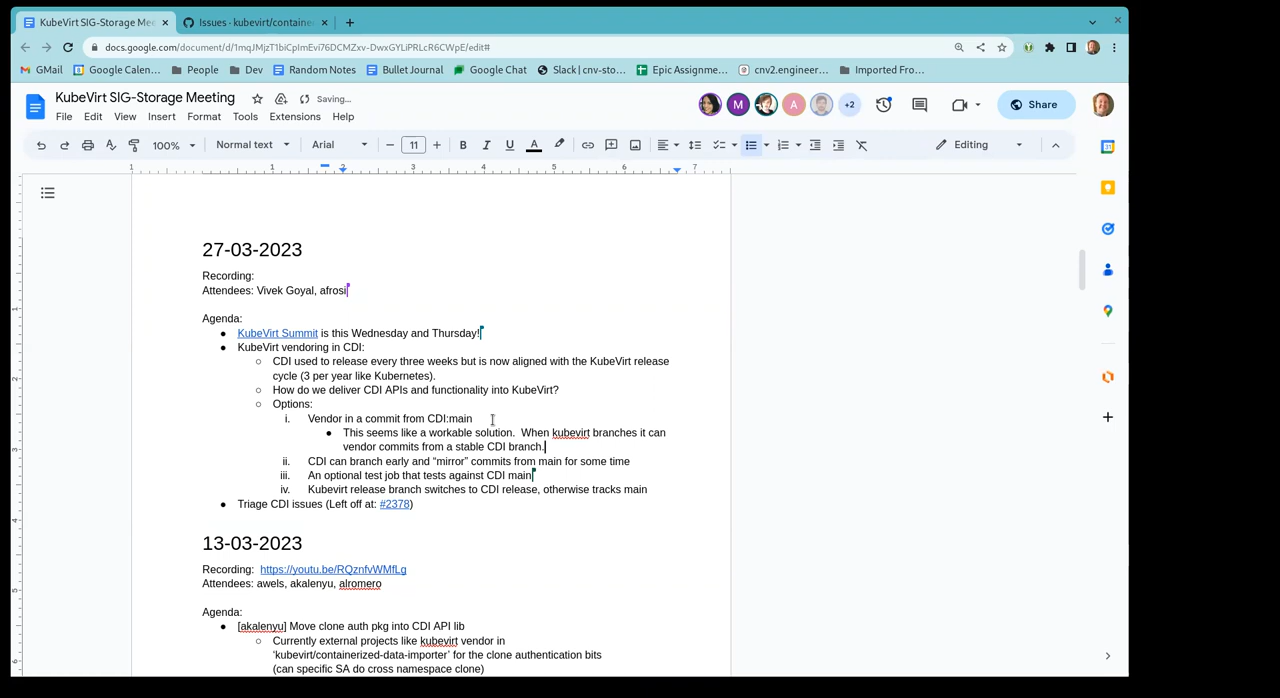 KubeVirt SIG-Storage Mee
Issues · kubevirt/containe
docs.google.com/document/d/1mqJMjzT1biCpImEvi76DCMZxv-DwxGYLiPRLcR6CWpE/edit#
GMail
Google Calen...
People
Dev
Random Notes
Bullet Journal
Google Chat
Slack | cnv-sto...
Epic Assignme...
cnv2.engineer...
Imported Fro...
KubeVirt SIG-Storage Meeting
Saving...
File Edit View Insert Format Tools Extensions Help
M
A
+2
Share
100%
Normal text
Arial
11
Editing
1 1 2 3 4 5 6 7
27-03-2023
Recording:
Attendees: Vivek Goyal, afrosi
Agenda:
● KubeVirt Summit is this Wednesday and Thursday!
● KubeVirt vendoring in CDI:
○ CDI used to release every three weeks but is now aligned with the KubeVirt release
cycle (3 per year like Kubernetes).
○ How do we deliver CDI APIs and functionality into KubeVirt?
○ Options:
i. Vendor in a commit from CDI:main
● This seems like a workable solution. When kubevirt branches it can
vendor commits from a stable CDI branch.
ii. CDI can branch early and “mirror” commits from main for some time
iii. An optional test job that tests against CDI main
iv. Kubevirt release branch switches to CDI release, otherwise tracks main
● Triage CDI issues (Left off at: #2378)
13-03-2023
Recording: https://youtu.be/RQznfvWMfLg
Attendees: awels, akalenyu, alromero
Agenda:
● [akalenyu] Move clone auth pkg into CDI API lib
○ Currently external projects like kubevirt vendor in
‘kubevirt/containerized-data-importer’ for the clone authentication bits
(can specific SA do cross namespace clone)